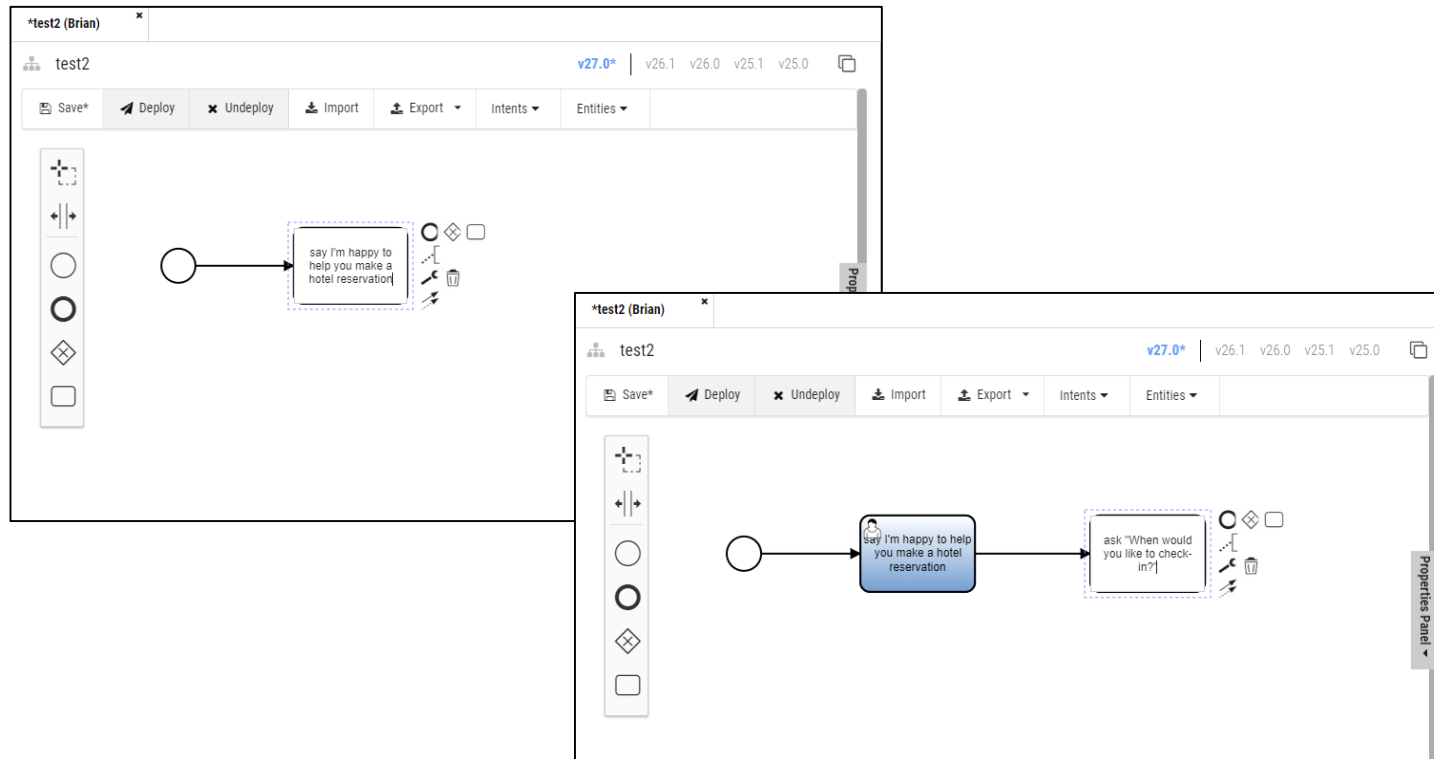 *test2 (Brian)
test2
v27.0* v26.1 v26.0 v25.1 v25.0
Save* Deploy Undeploy Import Export Intents Entities
say I'm happy to
help you make a
hotel reservation
Prop
*test2 (Brian)
test2
v27.0* v26.1 v26.0 v25.1 v25.0
Save* Deploy Undeploy Import Export Intents Entities
say I'm happy to help
you make a hotel
reservation
ask "When would
you like to check-
in?"
Properties Panel